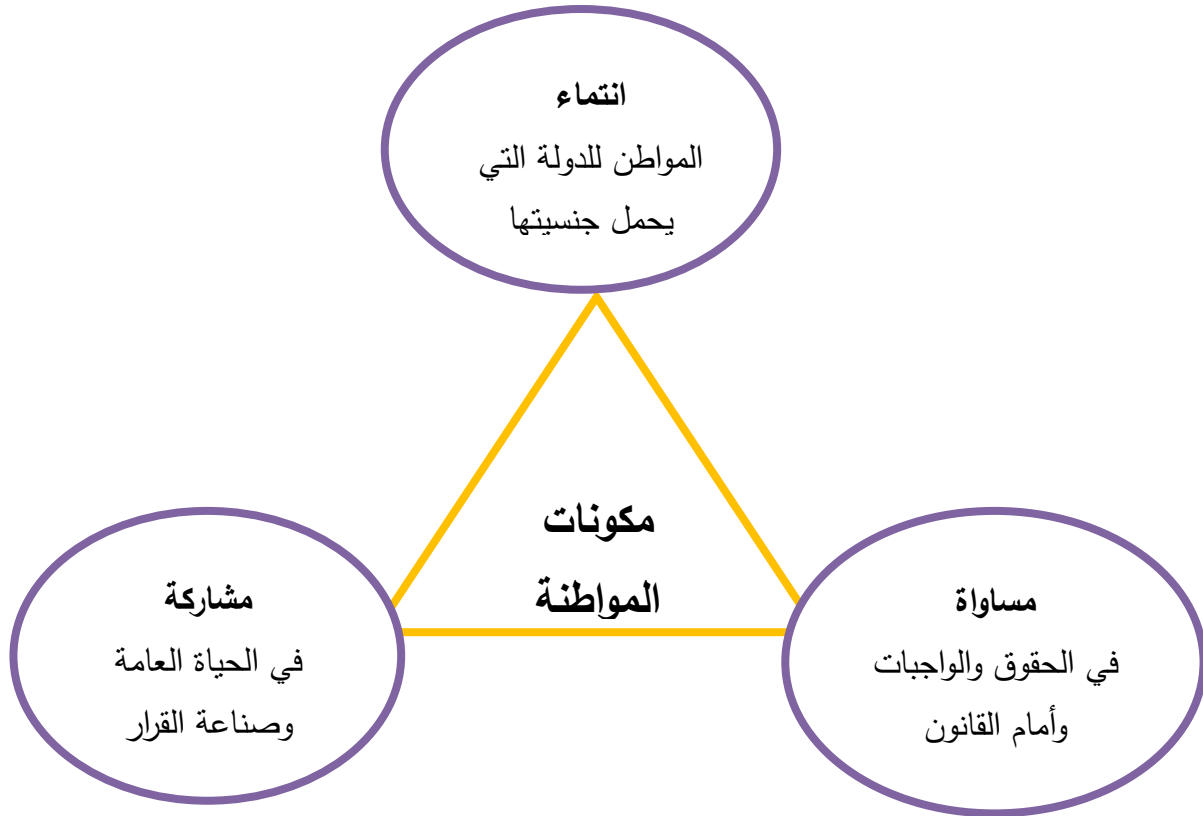 انتماء
المواطن للدولة التي
يحمل جنسيتها
مكونات
المواطنة
مساواة
في الحقوق والواجبات
وأمام القانون
مشاركة
في الحياة العامة
وصناعة القرار